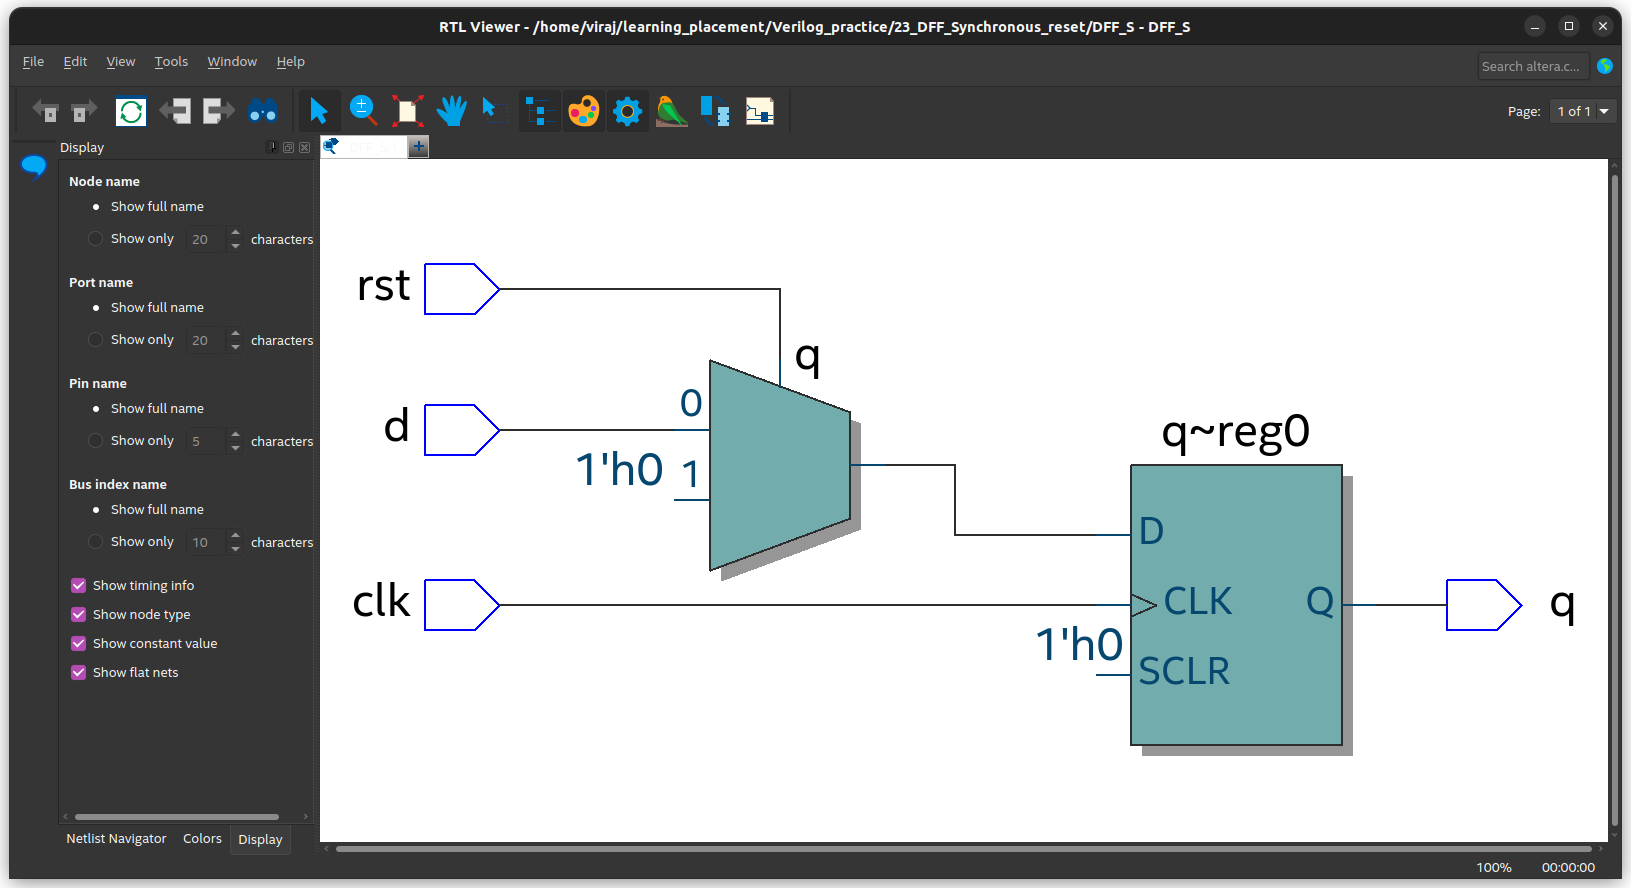 RTL Viewer - /home/viraj/learning_placement/Verilog_practice/23_DFF_Synchronous_reset/DFF_S - DFF_S
File Edit View Tools Window Help
Search altera.c...
Page: 1 of 1
Display
Node name
Show full name
Show only 20 characters
Port name
Show full name
Show only 20 characters
Pin name
Show full name
Show only 5 characters
Bus index name
Show full name
Show only 10 characters
Show timing info
Show node type
Show constant value
Show flat nets
Netlist Navigator Colors Display
rst
q
0
d
1'h0 1
q~reg0
D
clk
CLK Q
q
1'h0
SCLR
100% 00:00:00